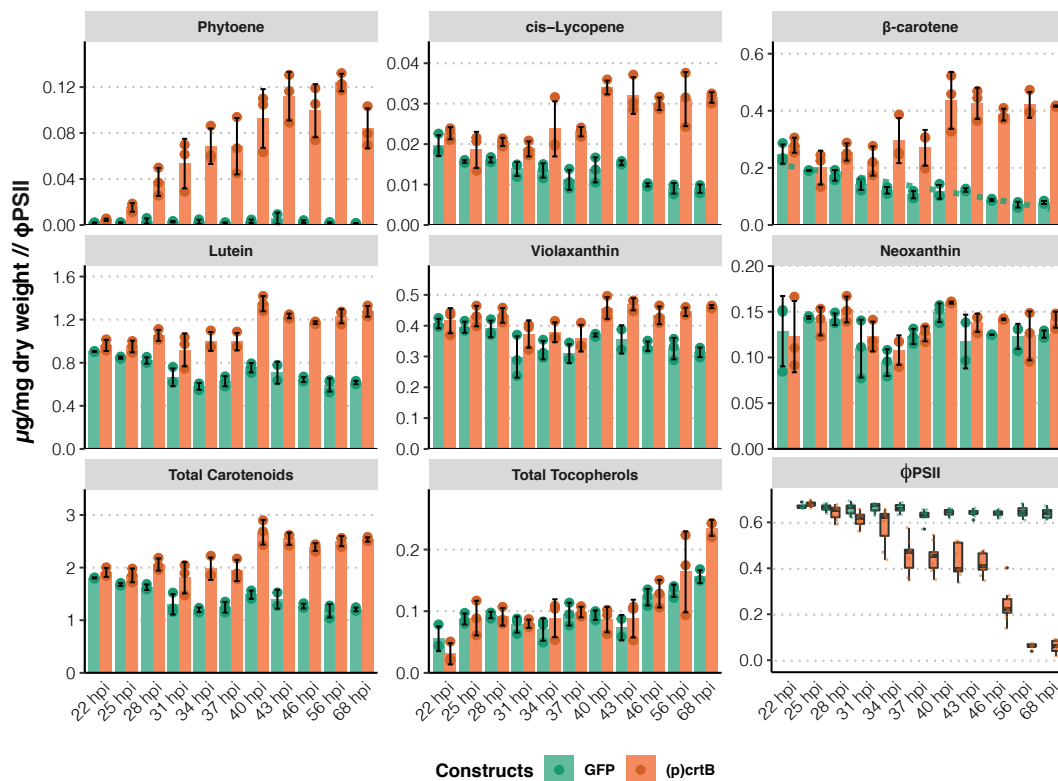 Phytoene
cis−Lycopene
β-carotene
0.12
0.08
0.04
0.00
0.04
0.03
0.02
0.01
0.00
0.6
0.4
0.2
0.0
µg/mg dry weight // ϕPSII
Lutein
Violaxanthin
Neoxanthin
1.6
1.2
0.8
0.4
0.0
0.5
0.4
0.3
0.2
0.1
0.0
0.20
0.15
0.10
0.05
0.00
Total Carotenoids
Total Tocopherols
ϕPSII
3
2
1
0
0.2
0.1
0.0
0.6
0.4
0.2
0.0
22 hpi
25 hpi
28 hpi
31 hpi
34 hpi
37 hpi
40 hpi
43 hpi
46 hpi
56 hpi
68 hpi
22 hpi
25 hpi
28 hpi
31 hpi
34 hpi
37 hpi
40 hpi
43 hpi
46 hpi
56 hpi
68 hpi
22 hpi
25 hpi
28 hpi
31 hpi
34 hpi
37 hpi
40 hpi
43 hpi
46 hpi
56 hpi
68 hpi
Constructs GFP (p)crtB